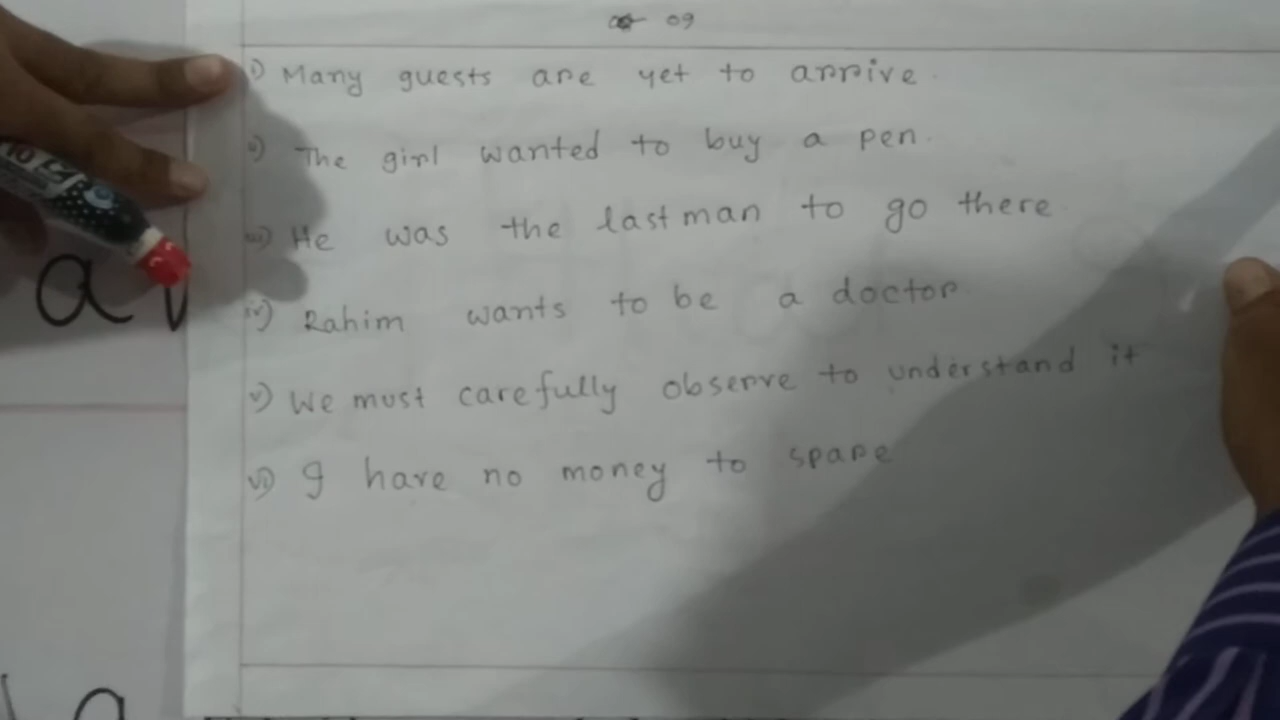 09
i) Many guests are yet to arrive.
ii) The girl wanted to buy a pen.
iii) He was the last man to go there
iv) Rahim wants to be a doctor.
v) We must carefully observe to understand it
vi) I have no money to spare
a
a